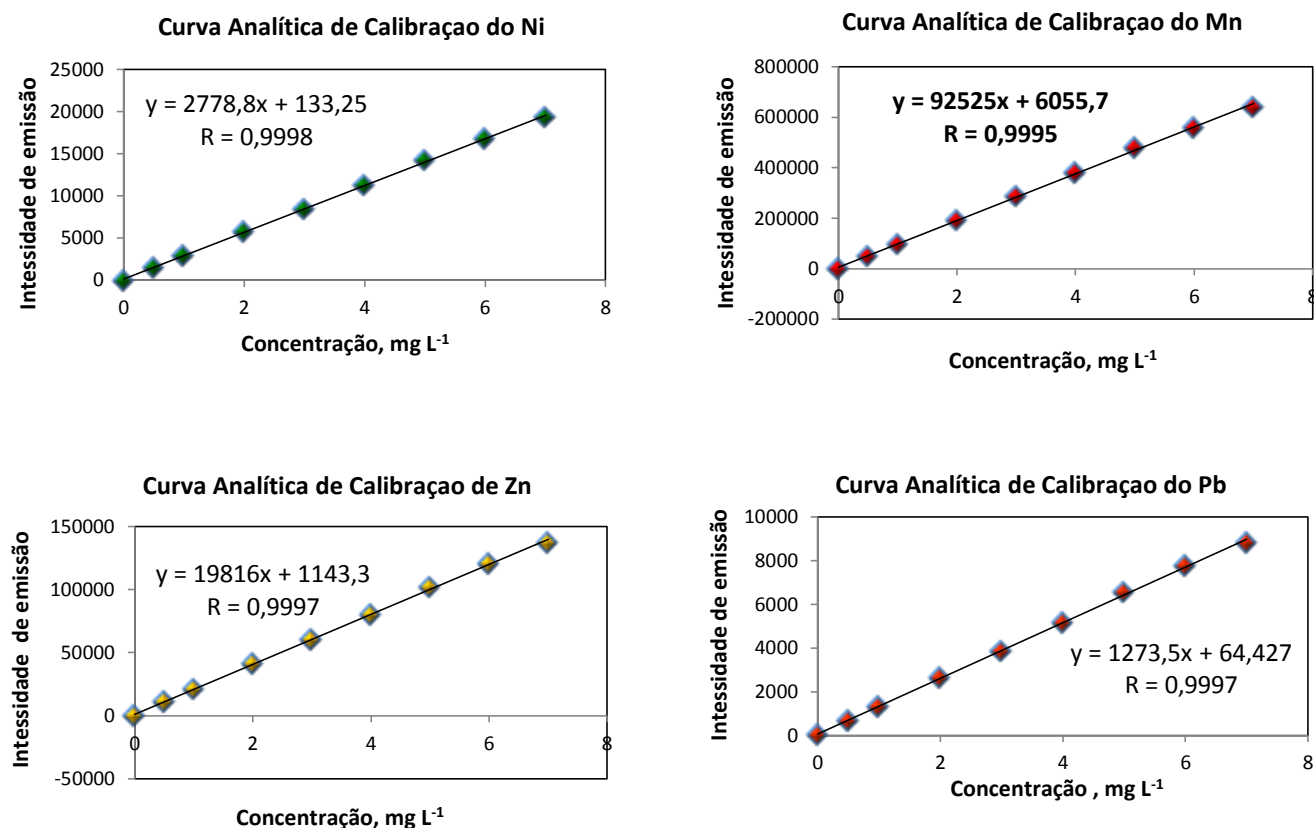 Curva Analítica de Calibraçao do Ni
Intessidade de emissão
25000
20000
15000
10000
5000
0
y = 2778,8x + 133,25
R = 0,9998
0 2 4 6 8
Concentração, mg L-1
Curva Analítica de Calibraçao do Mn
Intessidade de emissão
800000
600000
400000
200000
0
-200000
y = 92525x + 6055,7
R = 0,9995
0 2 4 6 8
Concentração, mg L-1
Curva Analítica de Calibraçao de Zn
Intessidade de emissão
150000
100000
50000
0
-50000
y = 19816x + 1143,3
R = 0,9997
0 2 4 6 8
Concentração, mg L-1
Curva Analítica de Calibraçao do Pb
Intessidade de emissão
10000
8000
6000
4000
2000
0
y = 1273,5x + 64,427
R = 0,9997
0 2 4 6 8
Concentração , mg L-1